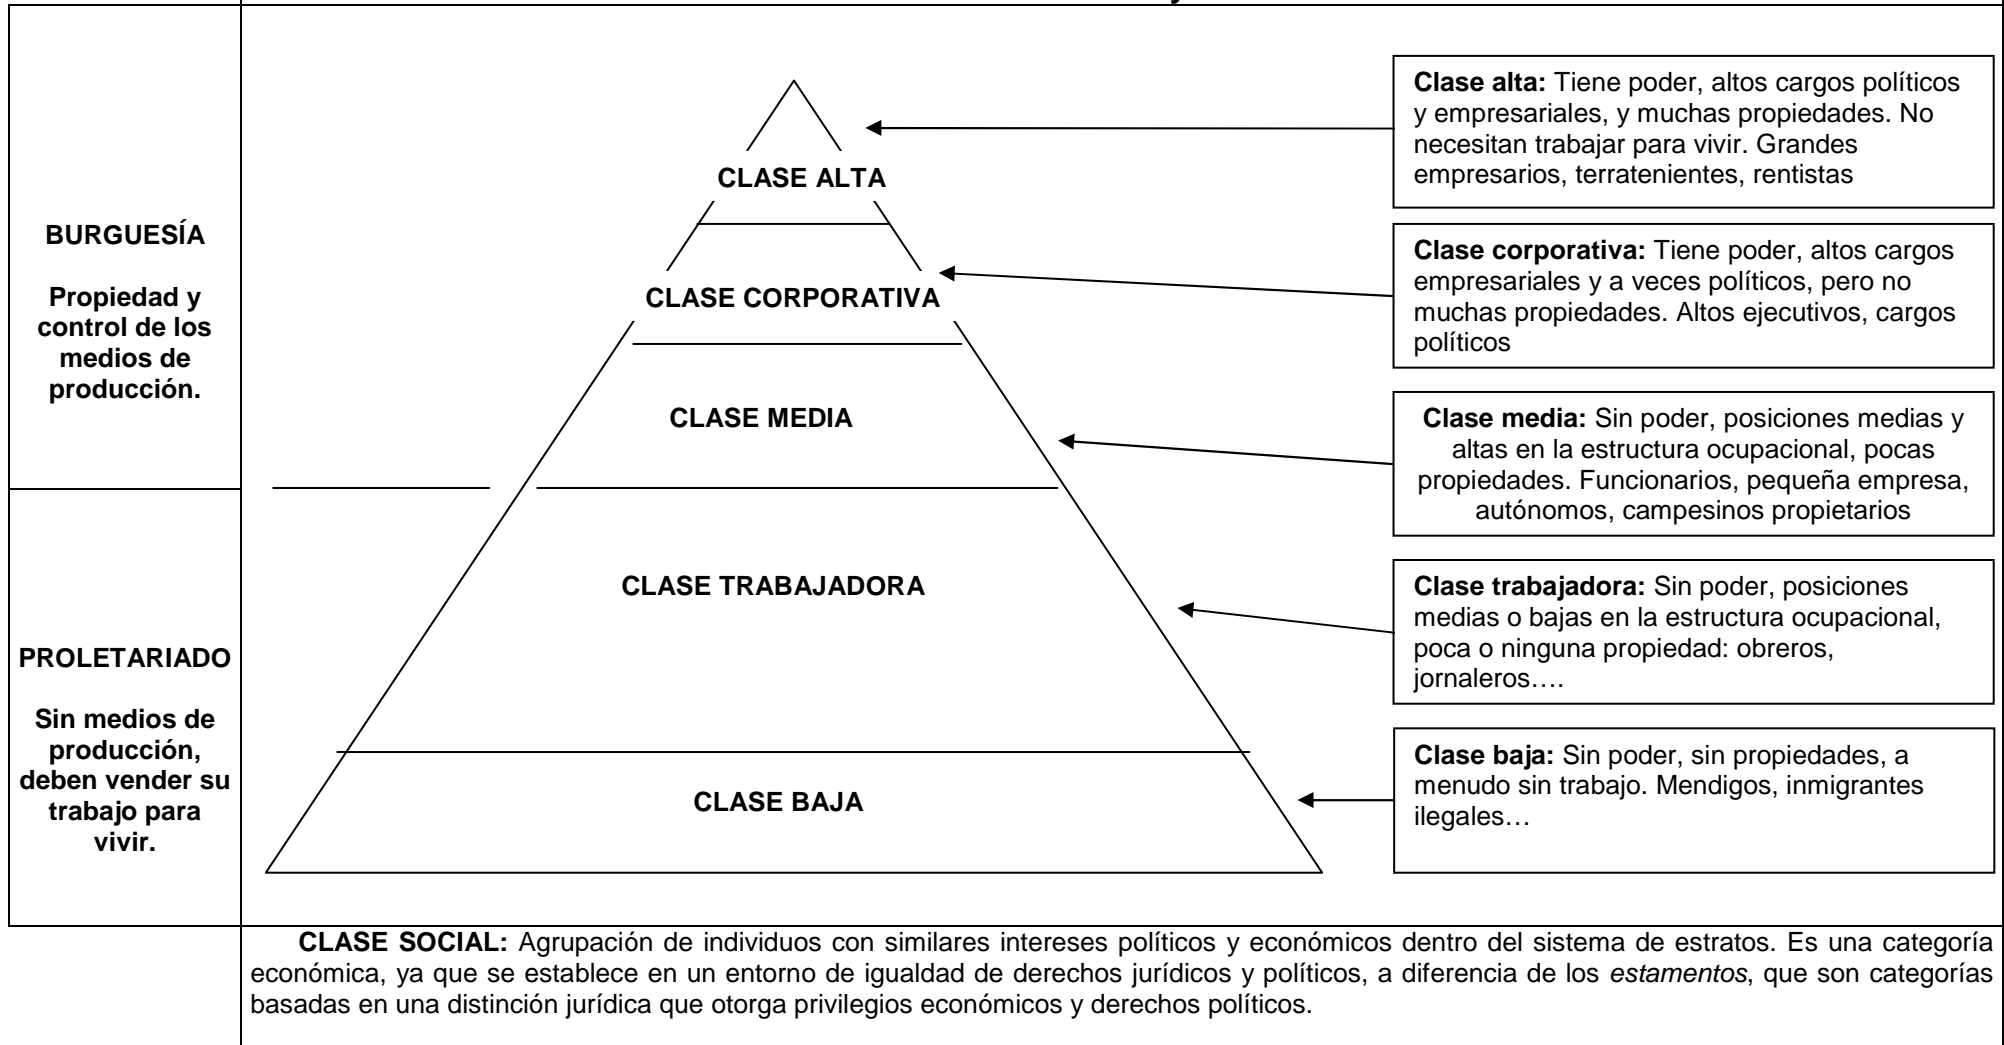 BURGUESÍA
Propiedad y
control de los
medios de
producción.
PROLETARIADO
Sin medios de
producción,
deben vender su
trabajo para
vivir.
CLASE ALTA
CLASE CORPORATIVA
CLASE MEDIA
CLASE TRABAJADORA
CLASE BAJA
Clase alta: Tiene poder, altos cargos políticos
y empresariales, y muchas propiedades. No
necesitan trabajar para vivir. Grandes
empresarios, terratenientes, rentistas
Clase corporativa: Tiene poder, altos cargos
empresariales y a veces políticos, pero no
muchas propiedades. Altos ejecutivos, cargos
políticos
Clase media: Sin poder, posiciones medias y
altas en la estructura ocupacional, pocas
propiedades. Funcionarios, pequeña empresa,
autónomos, campesinos propietarios
Clase trabajadora: Sin poder, posiciones
medias o bajas en la estructura ocupacional,
poca o ninguna propiedad: obreros,
jornaleros….
Clase baja: Sin poder, sin propiedades, a
menudo sin trabajo. Mendigos, inmigrantes
ilegales…
CLASE SOCIAL: Agrupación de individuos con similares intereses políticos y económicos dentro del sistema de estratos. Es una categoría
económica, ya que se establece en un entorno de igualdad de derechos jurídicos y políticos, a diferencia de los estamentos, que son categorías
basadas en una distinción jurídica que otorga privilegios económicos y derechos políticos.